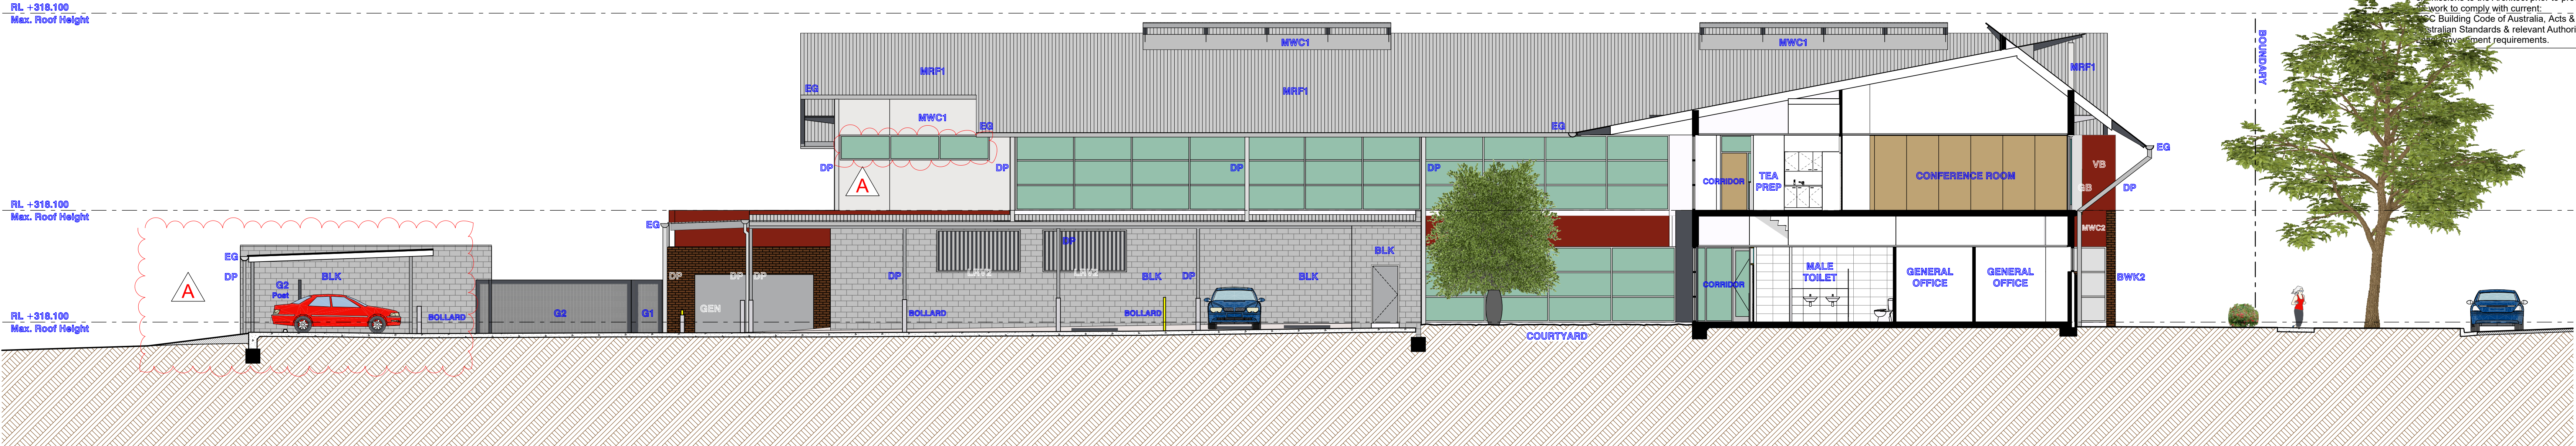 RL +318.100
Max. Roof Height
work to comply with current:
Building Code of Australia, Acts &
Standards & relevant
requirements.
BOUNDARY
MWC1
MWC1
MRF1
MRF1
MRF1
EG
MWC1
EG
EG
EG
DP
DP
DP
DP
A
CORRIDOR
TEA
PREP
CONFERENCE ROOM
VB
GB
DP
RL +318.100
Max. Roof Height
EG
MWC2
EG
DP
A
G2
Post
BLK
BOLLARD
G2
G1
DP
DP
DP
GEN
DP
BOLLARD
LRV2
DP
LRV2
BLK
BOLLARD
DP
BLK
BLK
CORRIDOR
MALE
TOILET
GENERAL
OFFICE
GENERAL
OFFICE
BWK2
RL +318.100
Max. Roof Height
COURTYARD